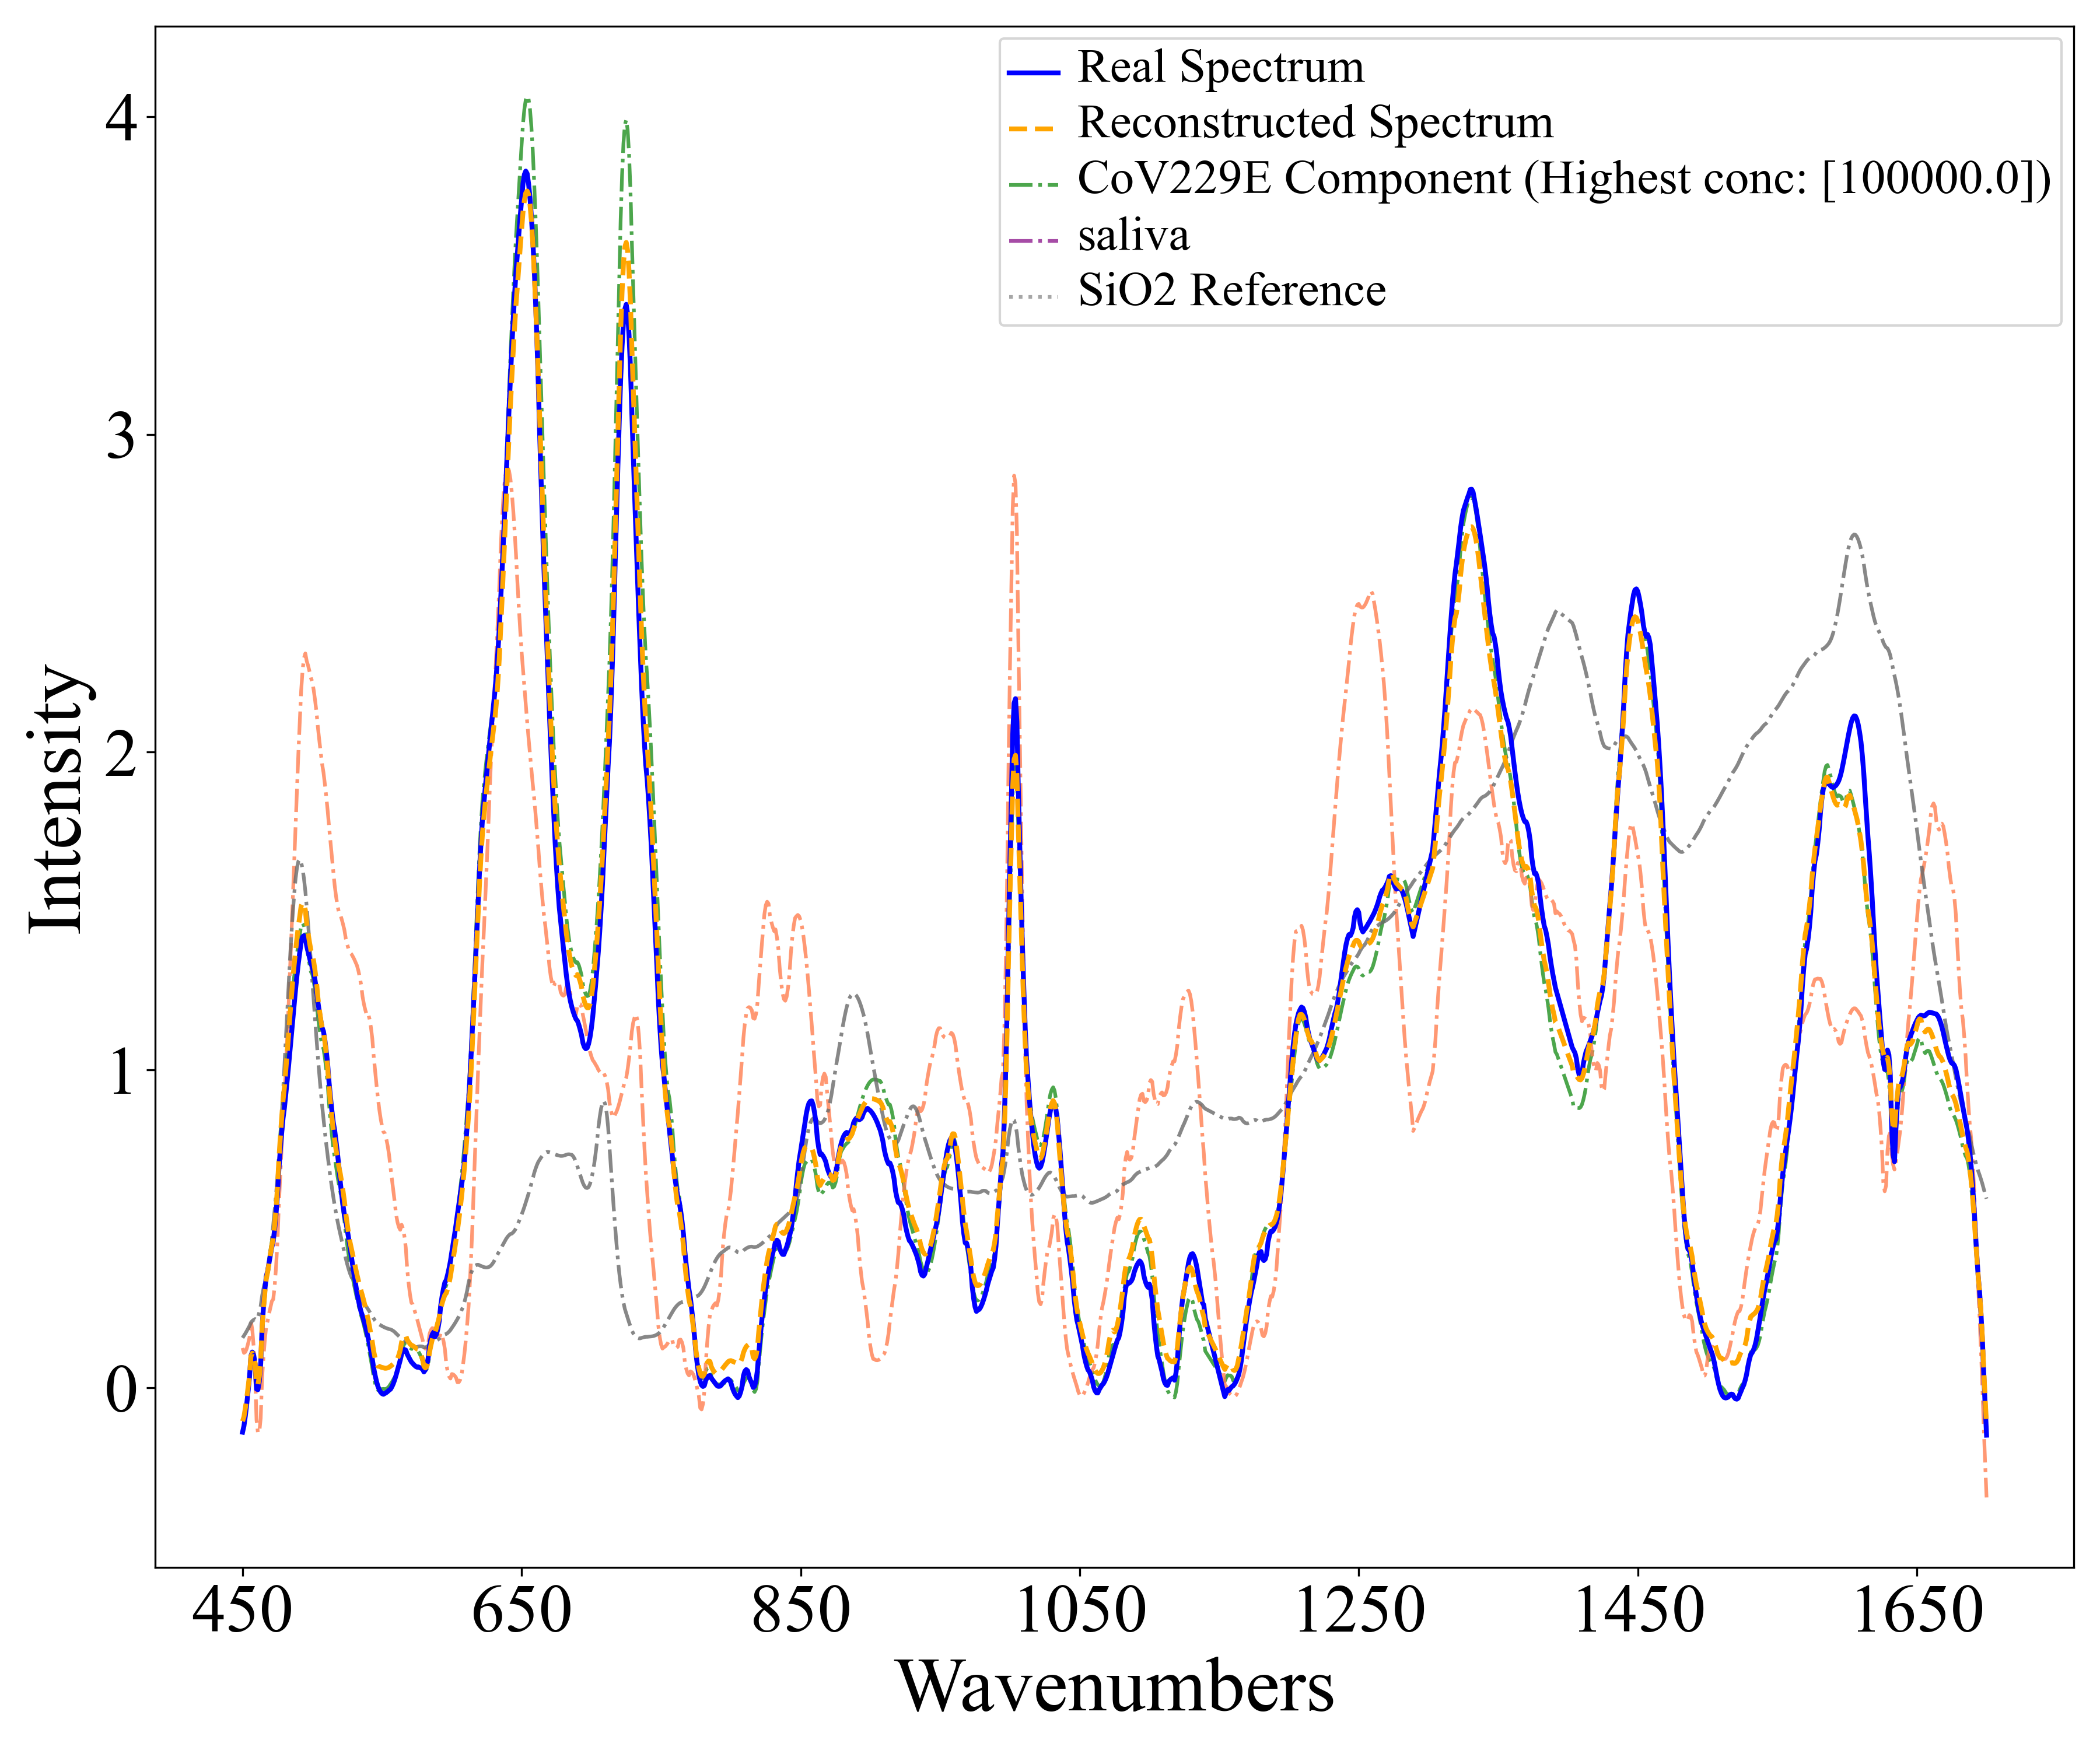 Real Spectrum
Reconstructed Spectrum
CoV229E Component (Highest conc: [100000.0])
saliva
SiO2 Reference
4
3
2
1
0
Intensity
450 650 850 1050 1250 1450 1650
Wavenumbers